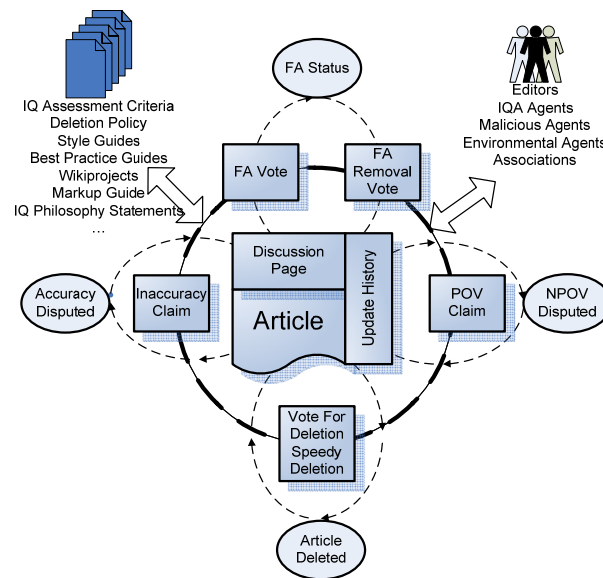 FA Status
IQ Assessment Criteria
Deletion Policy
Style Guides
Best Practice Guides
Wikiprojects
Markup Guide
IQ Philosophy Statements
...
Editors
IQA Agents
Malicious Agents
Environmental Agents
Associations
FA Vote
FA
Removal
Vote
Discussion
Page
Update History
Article
Accuracy
Disputed
Inaccuracy
Claim
POV
Claim
NPOV
Disputed
Vote For
Deletion
Speedy
Deletion
Article
Deleted